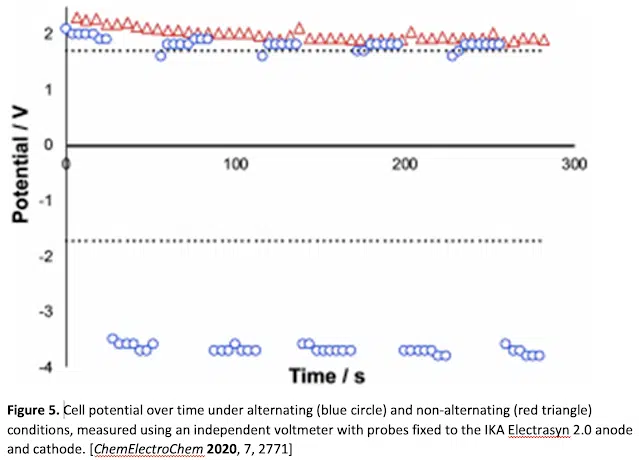 2
1
0
-1
-2
-3
-4
0
100
200
300
Potential / V
Time / s
Figure 5. Cell potential over time under alternating (blue circle) and non-alternating (red triangle)
conditions, measured using an independent voltmeter with probes fixed to the IKA Electrasyn 2.0 anode
and cathode. [ChemElectroChem 2020, 7, 2771]